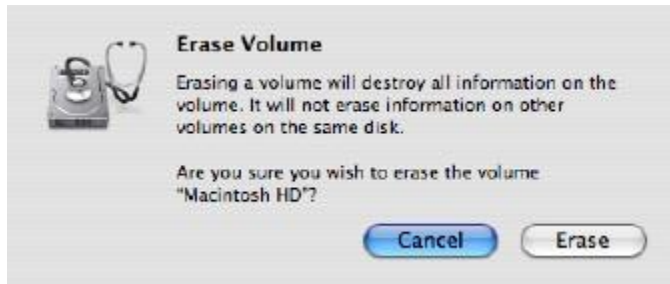 Erase Volume
Erasing a volume will destroy all information on the
volume. It will not erase information on other
volumes on the same disk.
Are you sure you wish to erase the volume
"Macintosh HD"?
Cancel Erase